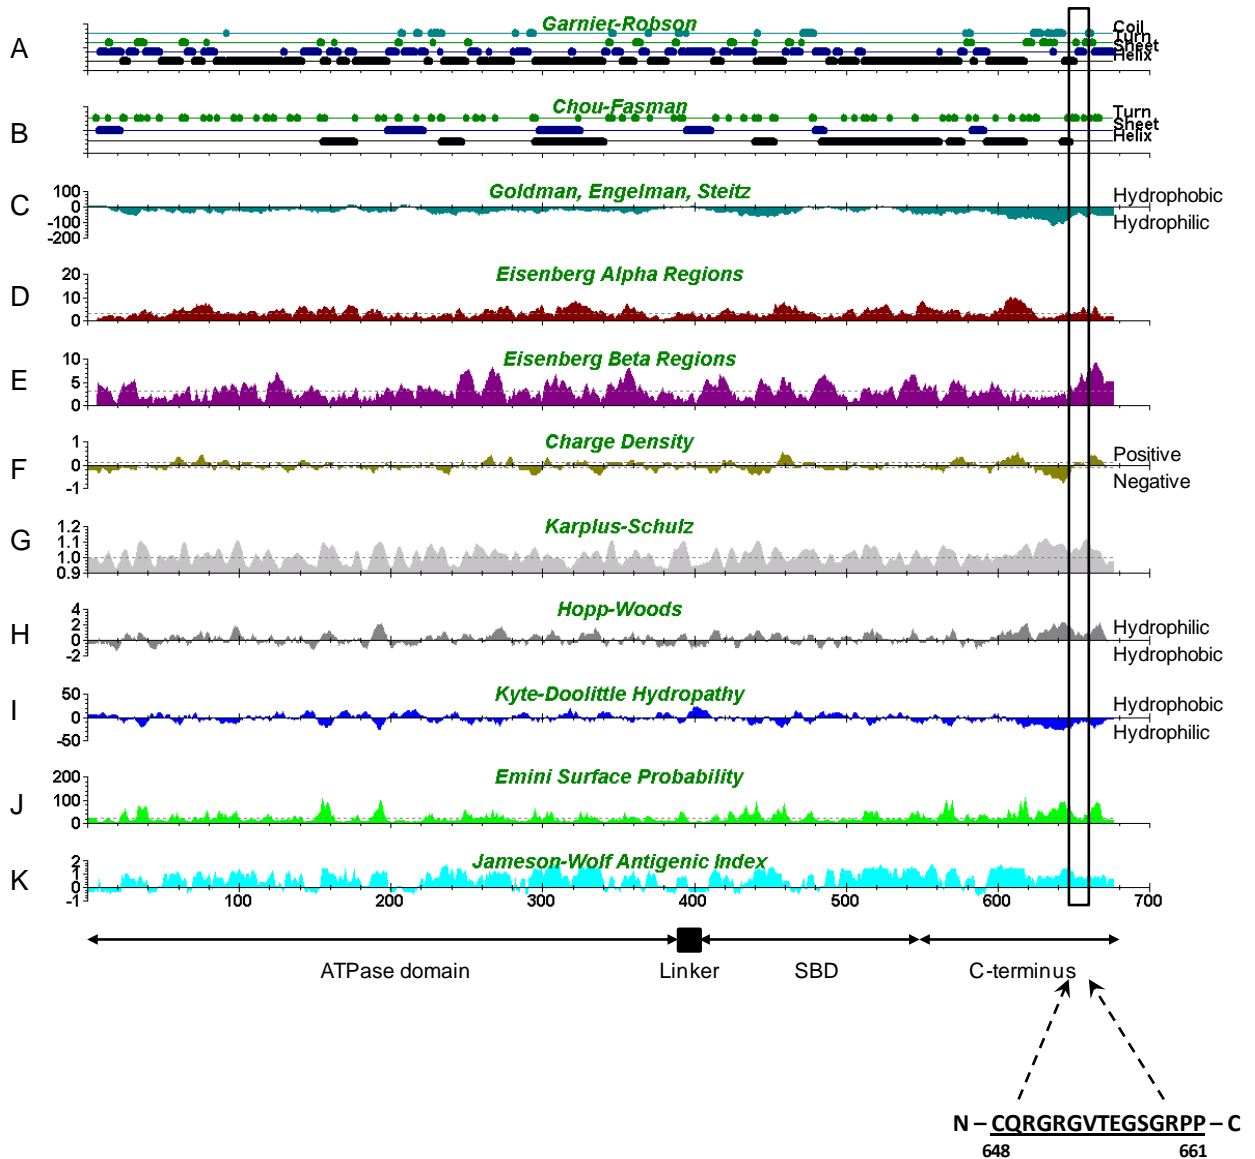 A
Garnier-Robson
Coil
Turn
Sheet
Helix
B
Chou-Fasman
Turn
Sheet
Helix
C
Goldman, Engelman, Steitz
100
0
-100
-200
Hydrophobic
Hydrophilic
D
Eisenberg Alpha Regions
20
10
0
E
Eisenberg Beta Regions
10
5
0
F
Charge Density
1
0
-1
Positive
Negative
G
Karplus-Schulz
1.2
1.1
1.0
0.9
H
Hopp-Woods
4
2
0
-2
Hydrophilic
Hydrophobic
I
Kyte-Doolittle Hydropathy
50
0
-50
Hydrophobic
Hydrophilic
J
Emini Surface Probability
200
100
0
K
Jameson-Wolf Antigenic Index
2
1
0
-1
100 200 300 400 500 600 700
ATPase domain Linker SBD C-terminus
N – CQRGRGVTEGSGRPP – C
648 661